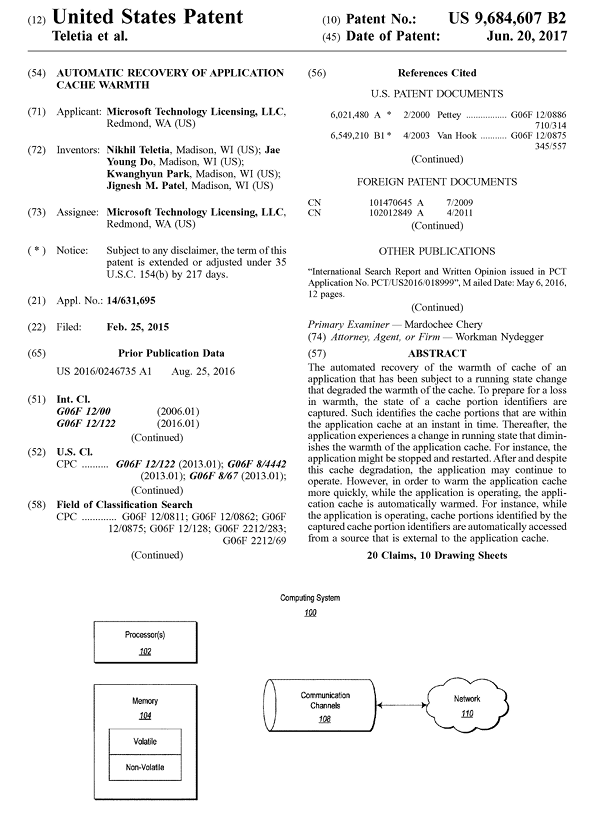 (12) United States Patent
Teletia et al.
(10) Patent No.: US 9,684,607 B2
(45) Date of Patent: Jun. 20, 2017
(54) AUTOMATIC RECOVERY OF APPLICATION
CACHE WARMTH
(71) Applicant: Microsoft Technology Licensing, LLC,
Redmond, WA (US)
(72) Inventors: Nikhil Teletia, Madison, WI (US); Jae
Young Do, Madison, WI (US);
Kwanghyun Park, Madison, WI (US);
Jignesh M. Patel, Madison, WI (US)
(73) Assignee: Microsoft Technology Licensing, LLC,
Redmond, WA (US)
( * ) Notice: Subject to any disclaimer, the term of this
patent is extended or adjusted under 35
U.S.C. 154(b) by 217 days.
(21) Appl. No.: 14/631,695
(22) Filed: Feb. 25, 2015
(65) Prior Publication Data
US 2016/0246735 A1 Aug. 25, 2016
(51) Int. Cl.
G06F 12/00 (2006.01)
G06F 12/122 (2016.01)
(Continued)
(52) U.S. Cl.
CPC .......... G06F 12/122 (2013.01); G06F 8/4442
(2013.01); G06F 8/67 (2013.01);
(Continued)
(58) Field of Classification Search
CPC ............. G06F 12/0811; G06F 12/0862; G06F
12/0875; G06F 12/128; G06F 2212/283;
G06F 2212/69
(Continued)
(56) References Cited
U.S. PATENT DOCUMENTS
6,021,480 A * 2/2000 Pettey ................. G06F 12/0886
710/314
6,549,210 B1 * 4/2003 Van Hook ........... G06F 12/0875
345/557
(Continued)
FOREIGN PATENT DOCUMENTS
CN 101470645 A 7/2009
CN 102012849 A 4/2011
(Continued)
OTHER PUBLICATIONS
“International Search Report and Written Opinion issued in PCT
Application No. PCT/US2016/018999”, M ailed Date: May 6, 2016,
12 pages.
(Continued)
Primary Examiner — Mardochee Chery
(74) Attorney, Agent, or Firm — Workman Nydegger
(57) ABSTRACT
The automated recovery of the warmth of cache of an
application that has been subject to a running state change
that degraded the warmth of the cache. To prepare for a loss
in warmth, the state of a cache portion identifiers are
captured. Such identifies the cache portions that are within
the application cache at an instant in time. Thereafter, the
application experiences a change in running state that dimin-
ishes the warmth of the application cache. For instance, the
application might be stopped and restarted. After and despite
this cache degradation, the application may continue to
operate. However, in order to warm the application cache
more quickly, while the application is operating, the appli-
cation cache is automatically warmed. For instance, while
the application is operating, cache portions identified by the
captured cache portion identifiers are automatically accessed
from a source that is external to the application cache.
20 Claims, 10 Drawing Sheets
Computing System
100
Processor(s)
102
Memory
104
Volatile
Non-Volatile
Communication
Channels
108
Network
110